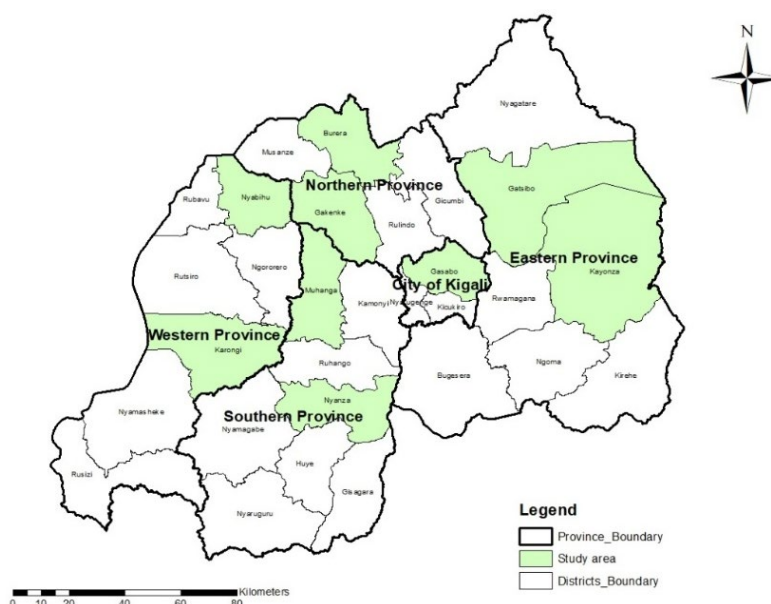 N
Nyagatare
Burera
Musanze
Northern Province
Gatsibo
Nyabihu
Rubavu
Gakenke
Gicumbi
Rulindo
Eastern Province
Kayonza
Gasabo
City of Kigali
Rutsiro
Ngororero
Muhanga
Kamonyi
Kicukiro
Rwamagana
Western Province
Karongi
Ruhango
Bugesera
Ngoma
Kirehe
Nyanza
Southern Province
Nyamagabe
Nyamasheke
Huye
Rusizi
Gisagara
Nyaruguru
Legend
Province_Boundary
Study area
Districts_Boundary
Kilometers
0 10 20 40 60 80